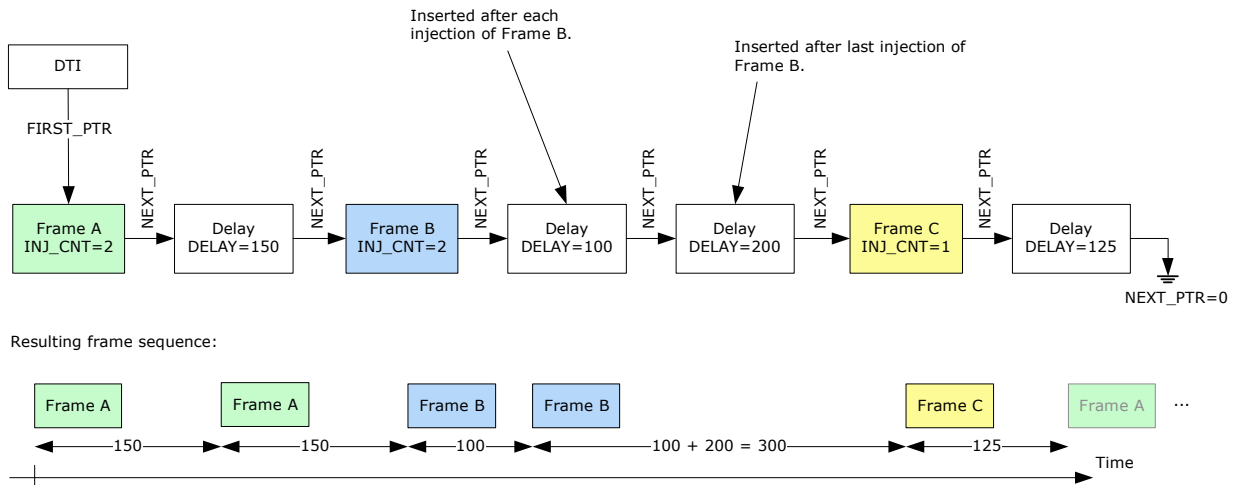 Inserted after each
injection of Frame B.
Inserted after last injection of
Frame B.
DTI
FIRST_PTR
Frame A
INJ_CNT=2
NEXT_PTR
Delay
DELAY=150
NEXT_PTR
Frame B
INJ_CNT=2
NEXT_PTR
Delay
DELAY=100
NEXT_PTR
Delay
DELAY=200
NEXT_PTR
Frame C
INJ_CNT=1
NEXT_PTR
Delay
DELAY=125
NEXT_PTR=0
Resulting frame sequence:
Frame A
Frame A
Frame B
Frame B
Frame C
Frame A
...
150
150
100
100 + 200 = 300
125
Time